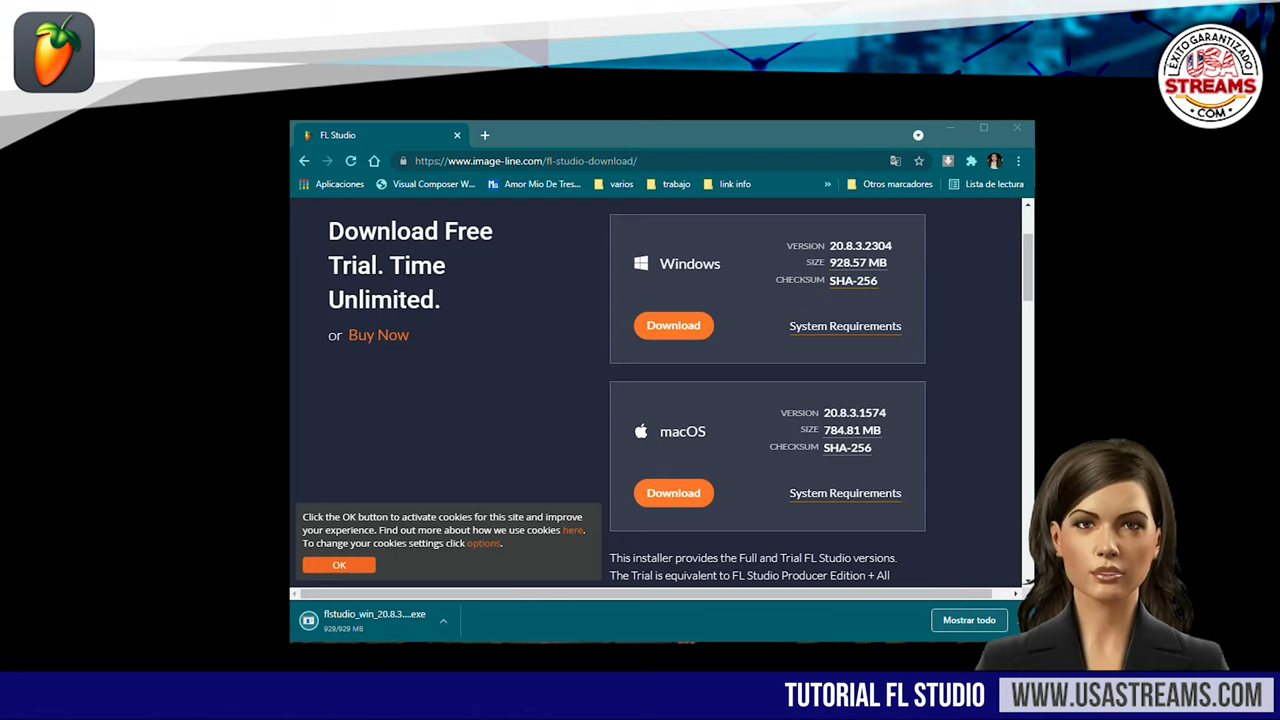 ÉXITO GARANTIZADO
USA
STREAMS
.COM
FL Studio
https://www.image-line.com/fl-studio-download/
Aplicaciones
Visual Composer W...
Amor Mio De Tres...
varios
trabajo
link info
»
Otros marcadores
Lista de lectura
Download Free
Trial. Time
Unlimited.
or Buy Now
Windows
VERSION 20.8.3.2304
SIZE 928.57 MB
CHECKSUM SHA-256
Download
System Requirements
macOS
VERSION 20.8.3.1574
SIZE 784.81 MB
CHECKSUM SHA-256
Download
System Requirements
Click the OK button to activate cookies for this site and improve
your experience. Find out more about how we use cookies here.
To change your cookies settings click options.
OK
This installer provides the Full and Trial FL Studio versions.
The Trial is equivalent to FL Studio Producer Edition + All
flstudio_win_20.8.3....exe
929/929 MB
Mostrar todo
TUTORIAL FL STUDIO
WWW.USASTREAMS.COM